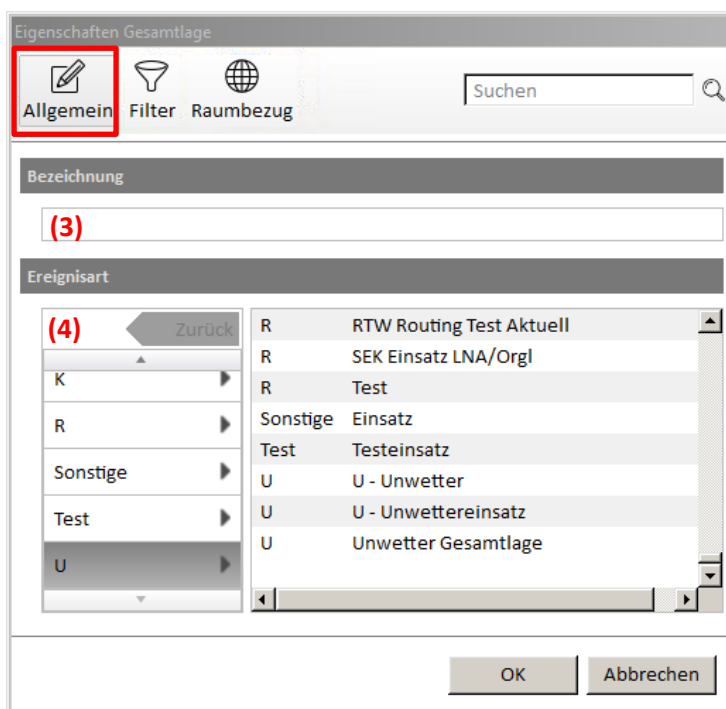 Eigenschaften Gesamtlage
Allgemein Filter Raumbezug Suchen
Bezeichnung
(3)
Ereignisart
(4) Zurück
K
R
Sonstige
Test
U
R RTW Routing Test Aktuell
R SEK Einsatz LNA/Orgl
R Test
Sonstige Einsatz
Test Testeinsatz
U U - Unwetter
U U - Unwettereinsatz
U Unwetter Gesamtlage
OK Abbrechen